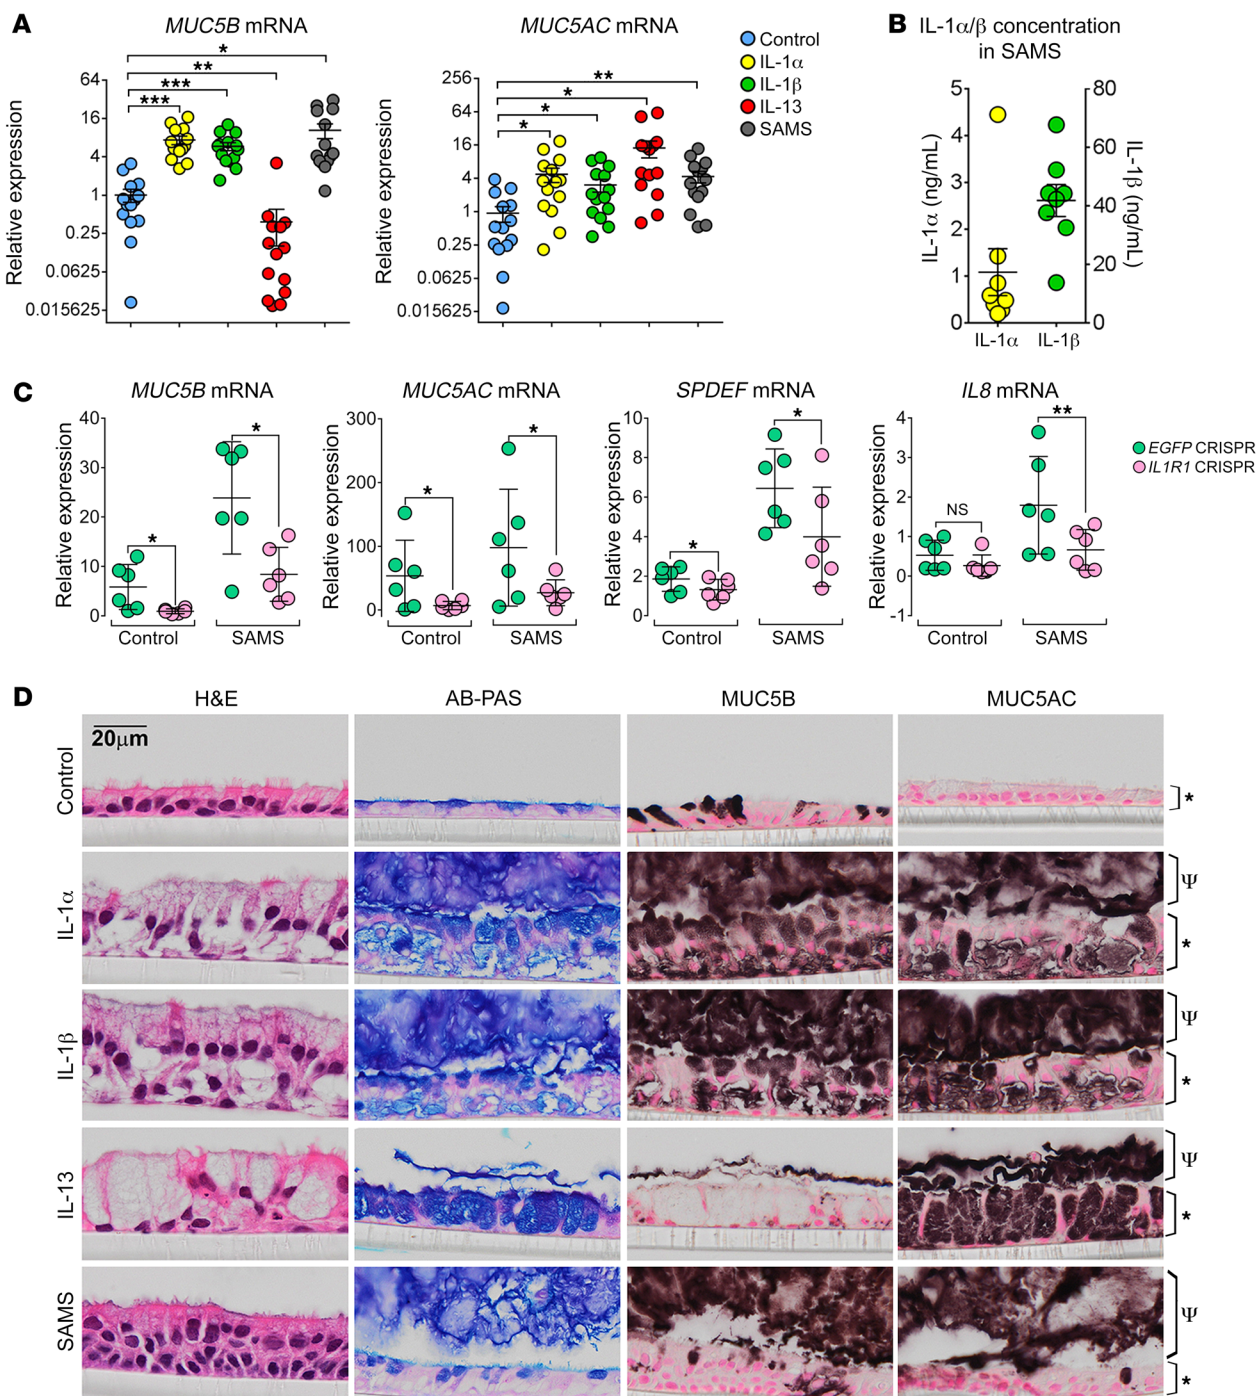 A
MUC5B mRNA
Relative expression
64
16
4
1
0.25
0.0625
0.015625
***
***
**
*
MUC5AC mRNA
Relative expression
256
64
16
4
1
0.25
0.0625
0.015625
*
*
*
**
Control
IL-1α
IL-1β
IL-13
SAMS
B
IL-1α/β concentration
in SAMS
IL-1α (ng/mL)
5
4
3
2
1
0
IL-1β (ng/mL)
80
60
40
20
0
IL-1α
IL-1β
C
MUC5B mRNA
Relative expression
40
30
20
10
0
*
*
Control
SAMS
MUC5AC mRNA
Relative expression
300
200
100
0
*
*
Control
SAMS
SPDEF mRNA
Relative expression
10
8
6
4
2
0
*
*
Control
SAMS
IL8 mRNA
Relative expression
4
3
2
1
0
-1
NS
**
Control
SAMS
EGFP CRISPR
IL1R1 CRISPR
D
H&E
AB-PAS
MUC5B
MUC5AC
20μm
Control
*
IL-1α
Ψ
*
IL-1β
Ψ
*
IL-13
Ψ
*
SAMS
Ψ
*